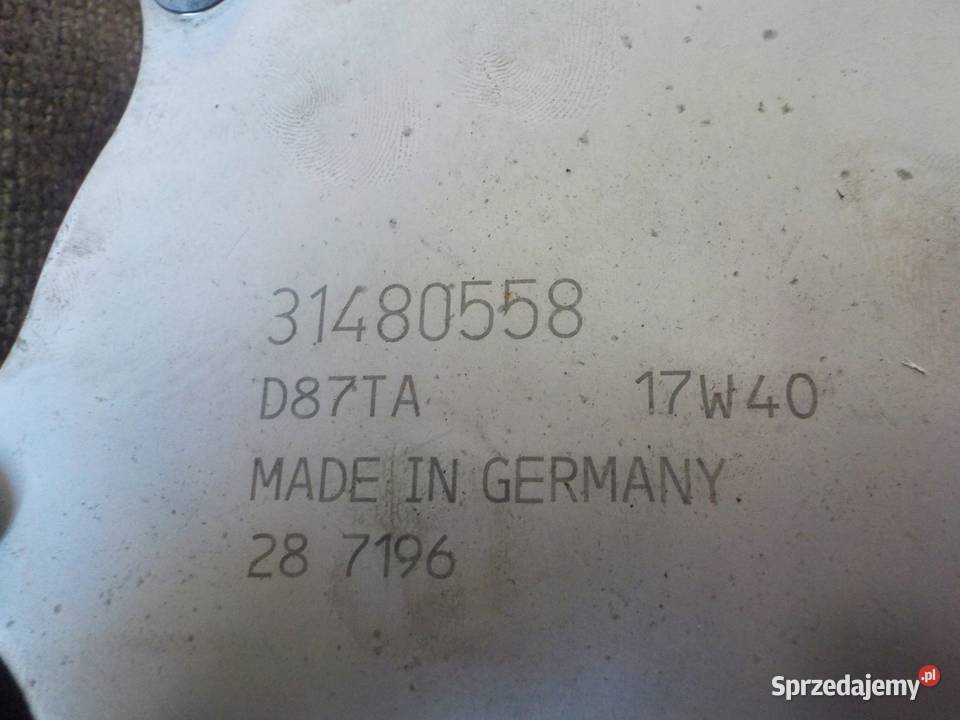 31480558
D87TA 17W40
MADE IN GERMANY
28 7196
Sprzedajemy.pl